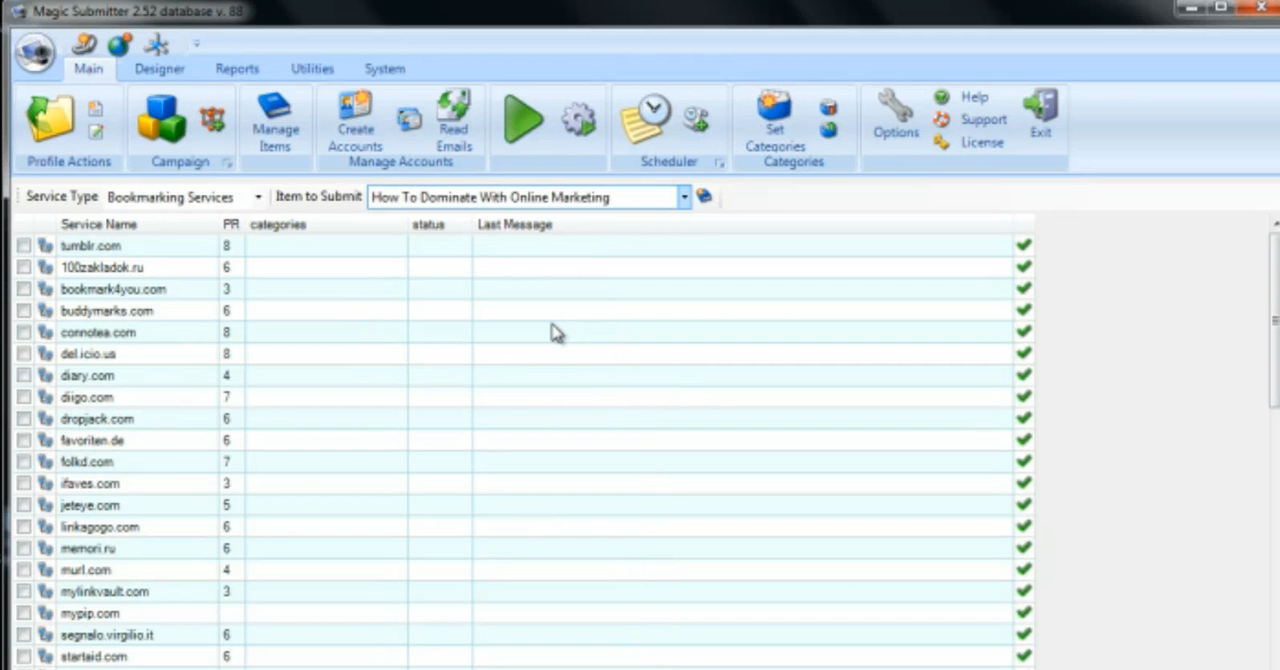 Magic Submitter 2.52 database v. 88
Main Designer Reports Utilities System
Manage Items
Create Accounts
Read Emails
Set Categories
Options
Help
Support
License
Exit
Profile Actions Campaign Manage Accounts Scheduler Categories
Service Type Bookmarking Services Item to Submit How To Dominate With Online Marketing
Service Name PR categories status Last Message
tumblr.com 8
100zakladok.ru 6
bookmark4you.com 3
buddymarks.com 6
connotea.com 8
del.icio.us 8
diary.com 4
diigo.com 7
dropjack.com 6
favoriten.de 6
folkd.com 7
ifaves.com 3
jeteye.com 5
linkagogo.com 6
memori.ru 6
murl.com 4
mylinkvault.com 3
mypip.com
segnalo.virgilio.it 6
startaid.com 6